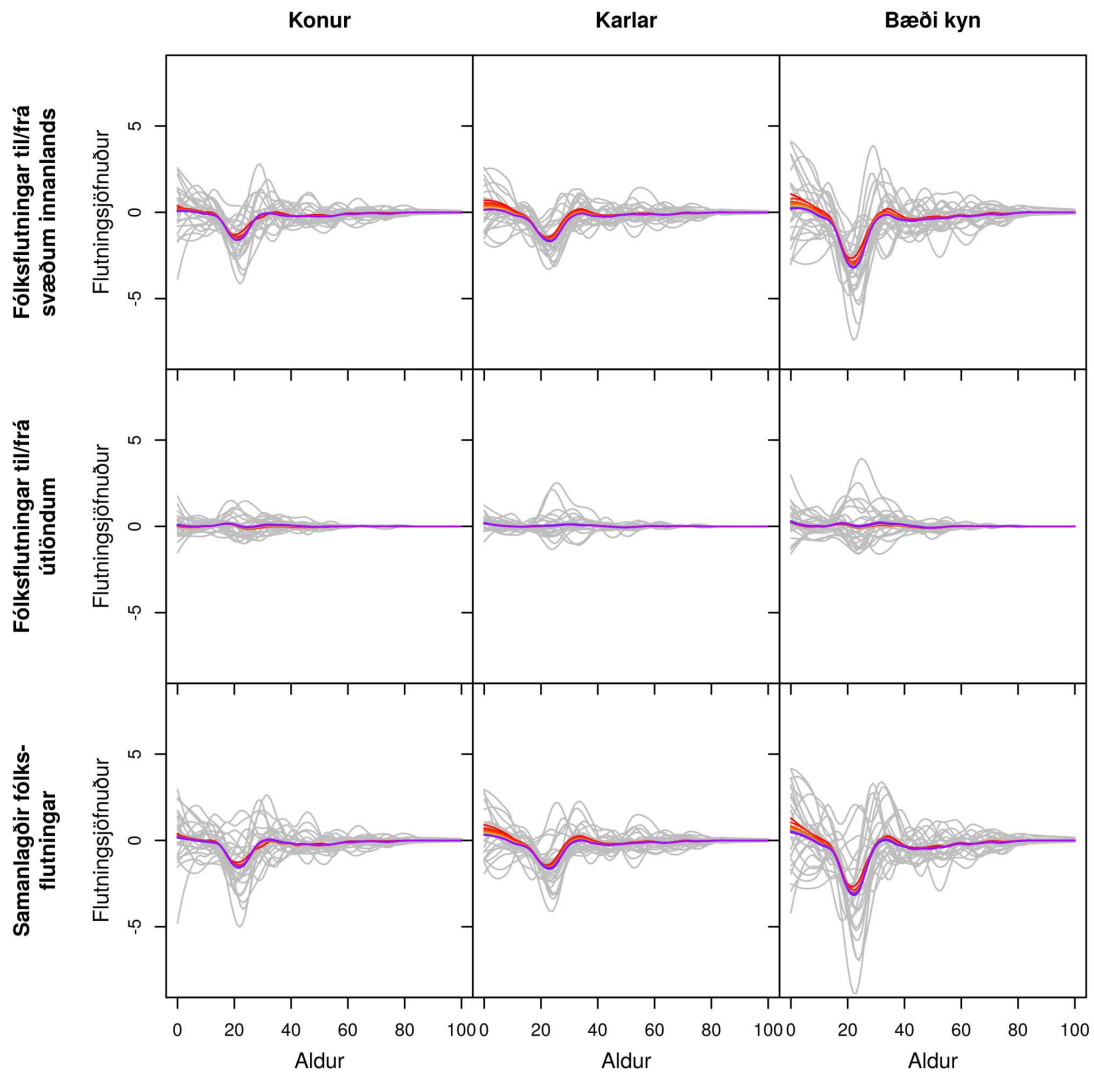 Konur Karlar Bæði kyn
Fólksflutningar til/frá
svæðum innanlands
Flutningsjöfnuður
5
0
-5
Fólksflutningar til/frá
útlöndum
Flutningsjöfnuður
5
0
-5
Samanlagðir fólks-
flutningar
Flutningsjöfnuður
5
0
-5
0 20 40 60 80 100 0 20 40 60 80 100 0 20 40 60 80 100
Aldur Aldur Aldur